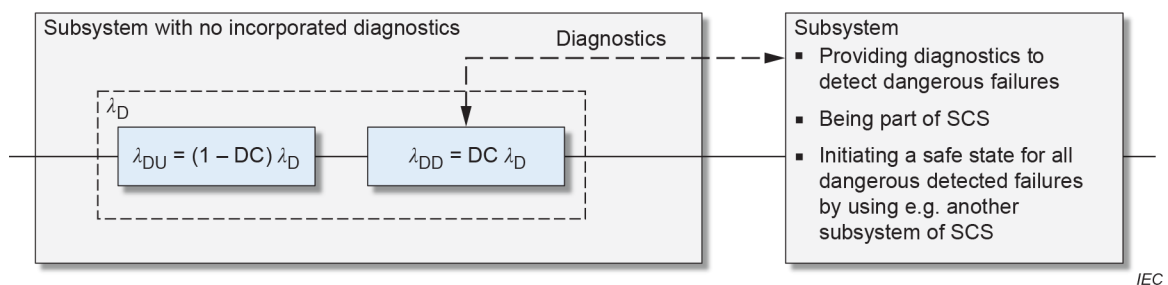 Subsystem with no incorporated diagnostics
Diagnostics
λD
λDU = (1 – DC) λD
λDD = DC λD
Subsystem
▪ Providing diagnostics to
detect dangerous failures
▪ Being part of SCS
▪ Initiating a safe state for all
dangerous detected failures
by using e.g. another
subsystem of SCS
IEC